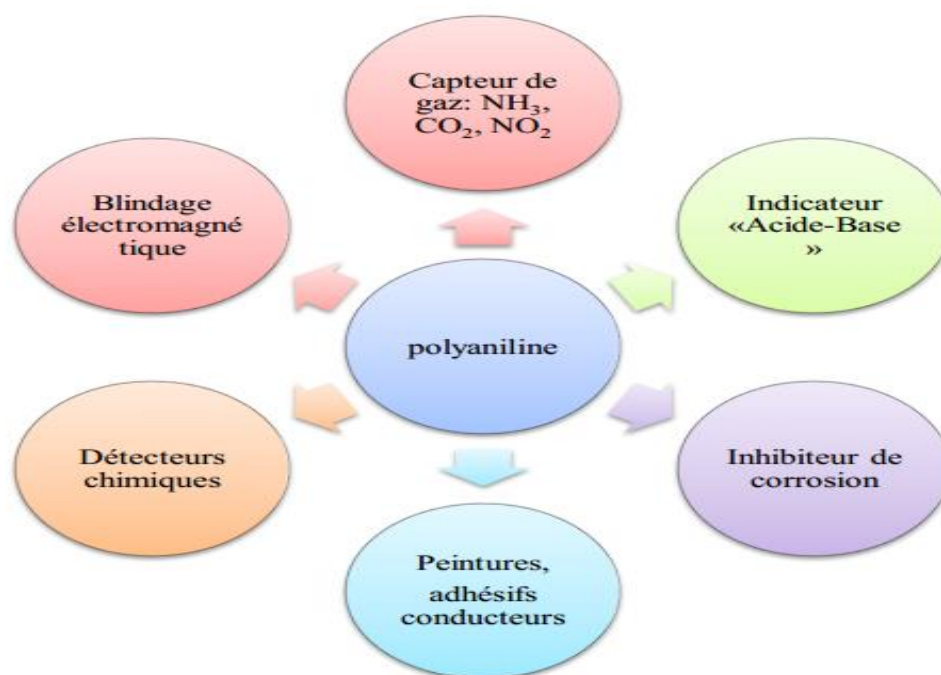 Capteur de
gaz: NH₃,
CO₂, NO₂
Blindage
électromagné
tique
Indicateur
«Acide-Base
»
polyaniline
Détecteurs
chimiques
Inhibiteur de
corrosion
Peintures,
adhésifs
conducteurs